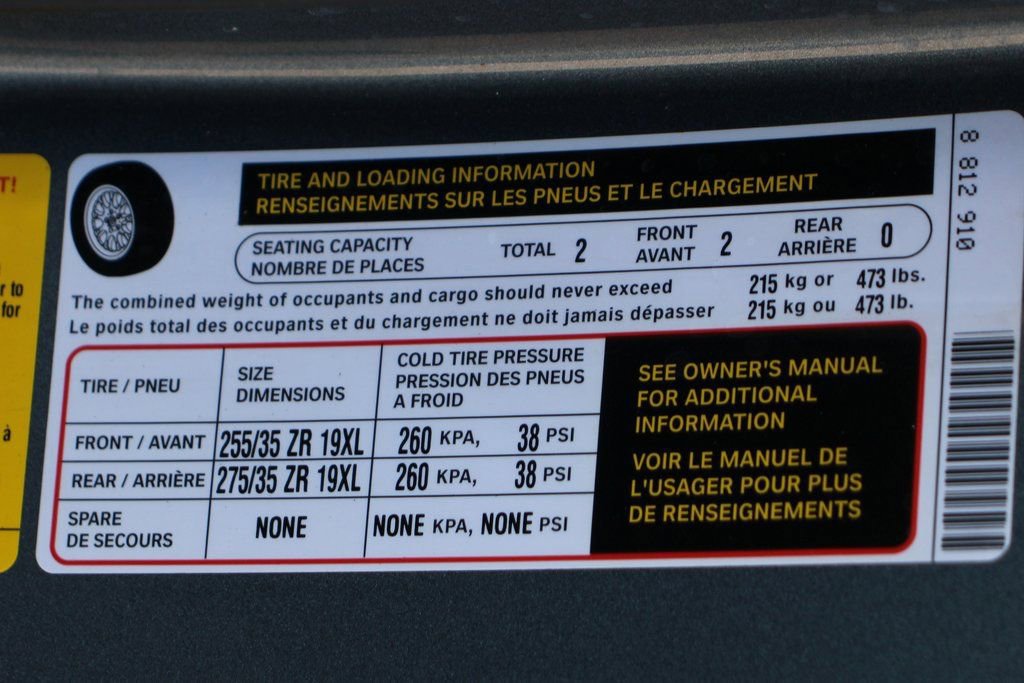 T!
r to
for
à
TIRE AND LOADING INFORMATION
RENSEIGNEMENTS SUR LES PNEUS ET LE CHARGEMENT
SEATING CAPACITY
NOMBRE DE PLACES
TOTAL 2
FRONT
AVANT 2
REAR
ARRIÈRE 0
The combined weight of occupants and cargo should never exceed 215 kg or 473 lbs.
Le poids total des occupants et du chargement ne doit jamais dépasser 215 kg ou 473 lb.
TIRE / PNEU
SIZE
DIMENSIONS
COLD TIRE PRESSURE
PRESSION DES PNEUS
A FROID
FRONT / AVANT 255/35 ZR 19XL 260 KPA, 38 PSI
REAR / ARRIÈRE 275/35 ZR 19XL 260 KPA, 38 PSI
SPARE
DE SECOURS
NONE NONE KPA, NONE PSI
SEE OWNER'S MANUAL
FOR ADDITIONAL
INFORMATION
VOIR LE MANUEL DE
L'USAGER POUR PLUS
DE RENSEIGNEMENTS
8 812 910